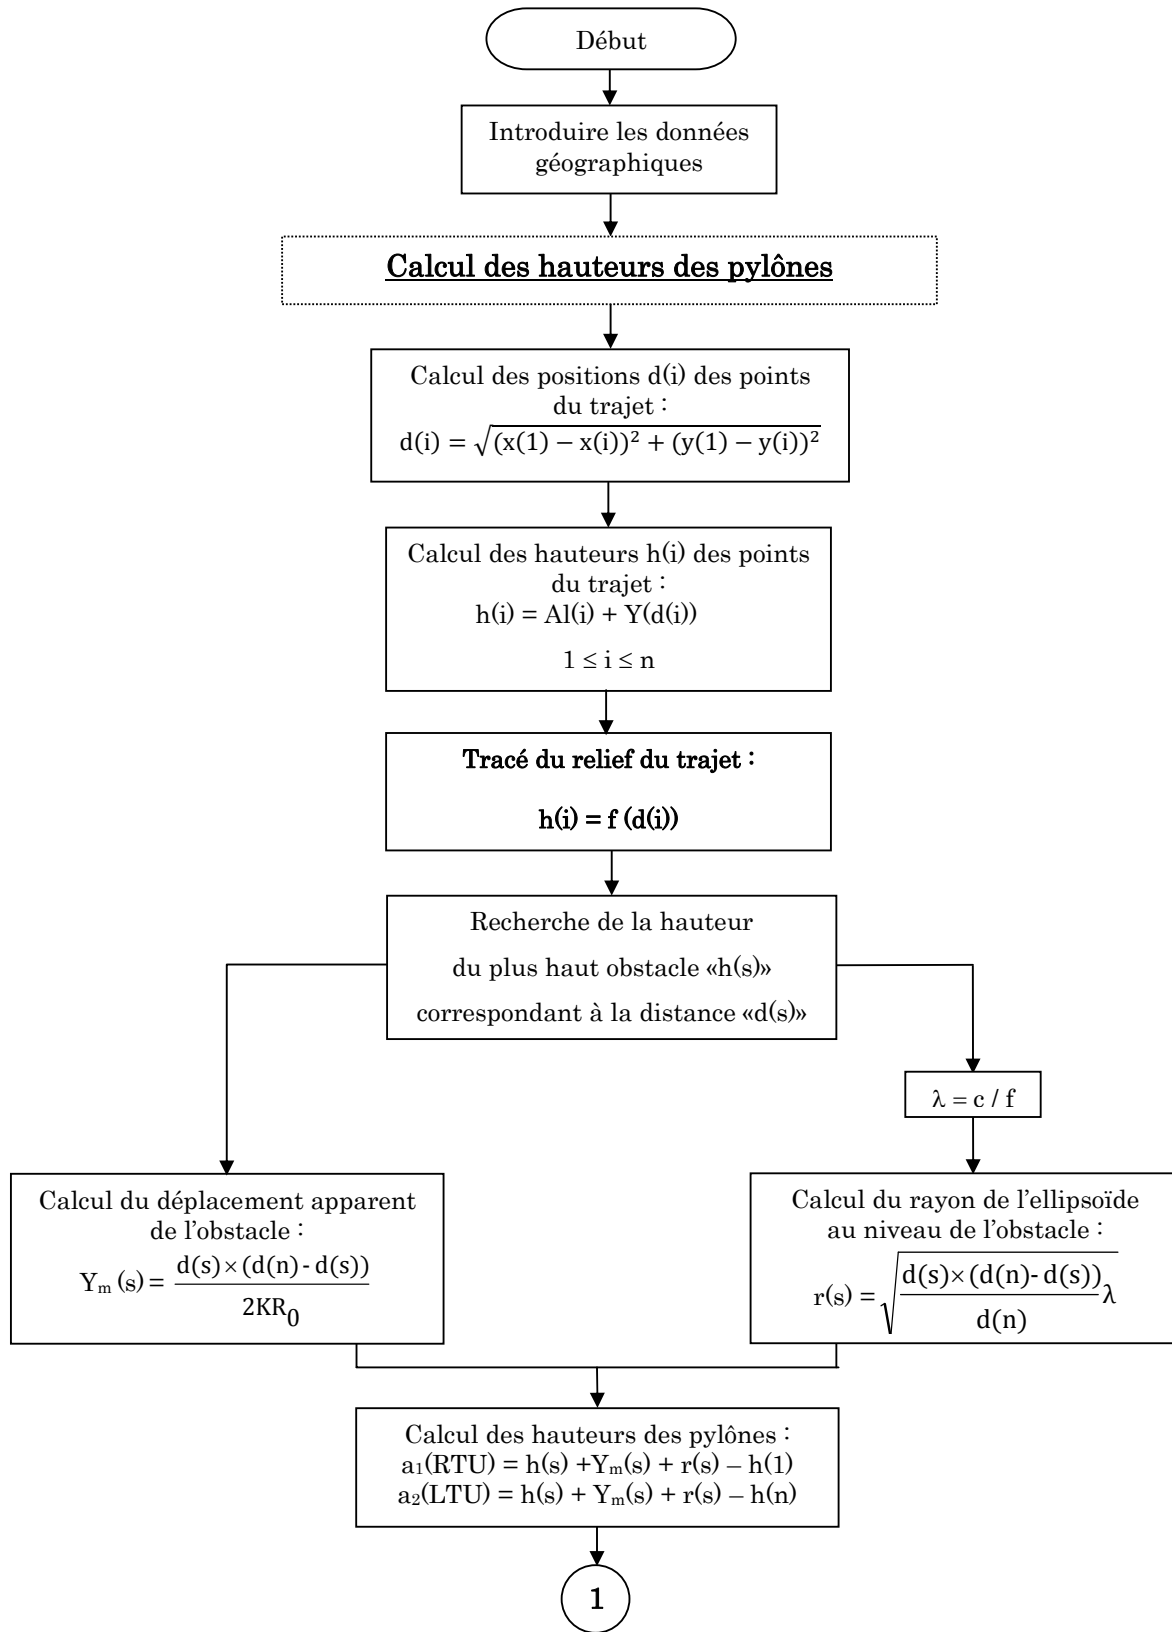 Début
Introduire les données
géographiques
Calcul des hauteurs des pylônes
Calcul des positions d(i) des points
du trajet :
d(i) = √((x(1) − x(i))² + (y(1) − y(i))²)
Calcul des hauteurs h(i) des points
du trajet :
h(i) = Al(i) + Y(d(i))
1 ≤ i ≤ n
Tracé du relief du trajet :
h(i) = f (d(i))
Recherche de la hauteur
du plus haut obstacle «h(s)»
correspondant à la distance «d(s)»
λ = c / f
Calcul du déplacement apparent
de l'obstacle :
Yₘ (s) = d(s)×(d(n)-d(s)) / 2KR₀
Calcul du rayon de l'ellipsoïde
au niveau de l'obstacle :
r(s) = √(d(s)×(d(n)-d(s)) / d(n) λ)
Calcul des hauteurs des pylônes :
a₁(RTU) = h(s) +Yₘ(s) + r(s) – h(1)
a₂(LTU) = h(s) + Yₘ(s) + r(s) – h(n)
1